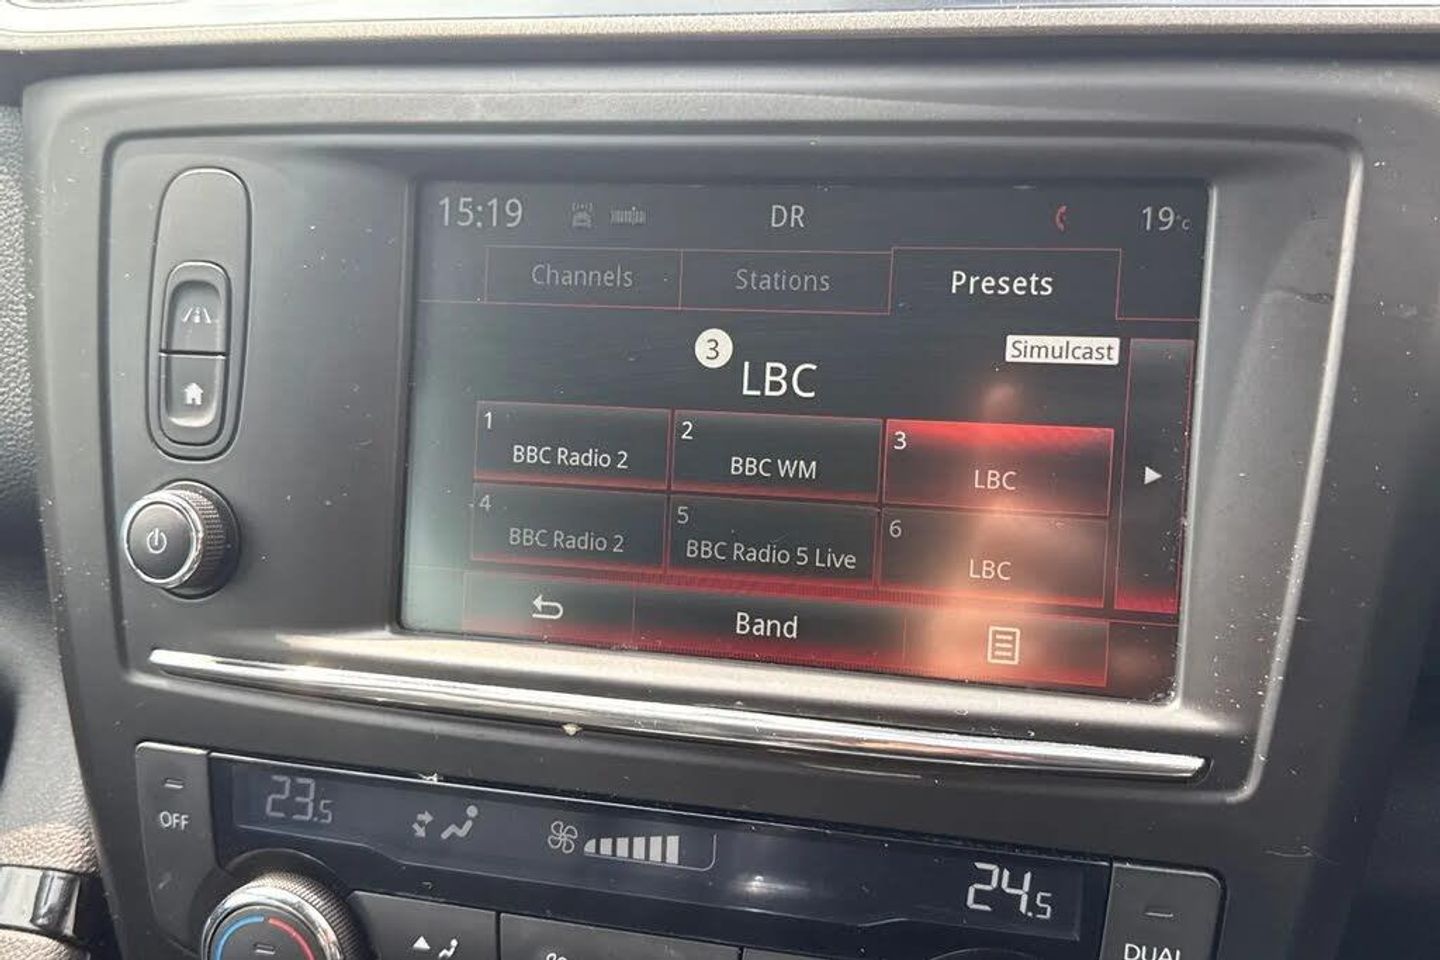 15:19 DR 19°c
Channels Stations Presets
3 LBC Simulcast
1 BBC Radio 2
2 BBC WM
3 LBC
4 BBC Radio 2
5 BBC Radio 5 Live
6 LBC
Band
OFF 23.5
24.5
DUAL